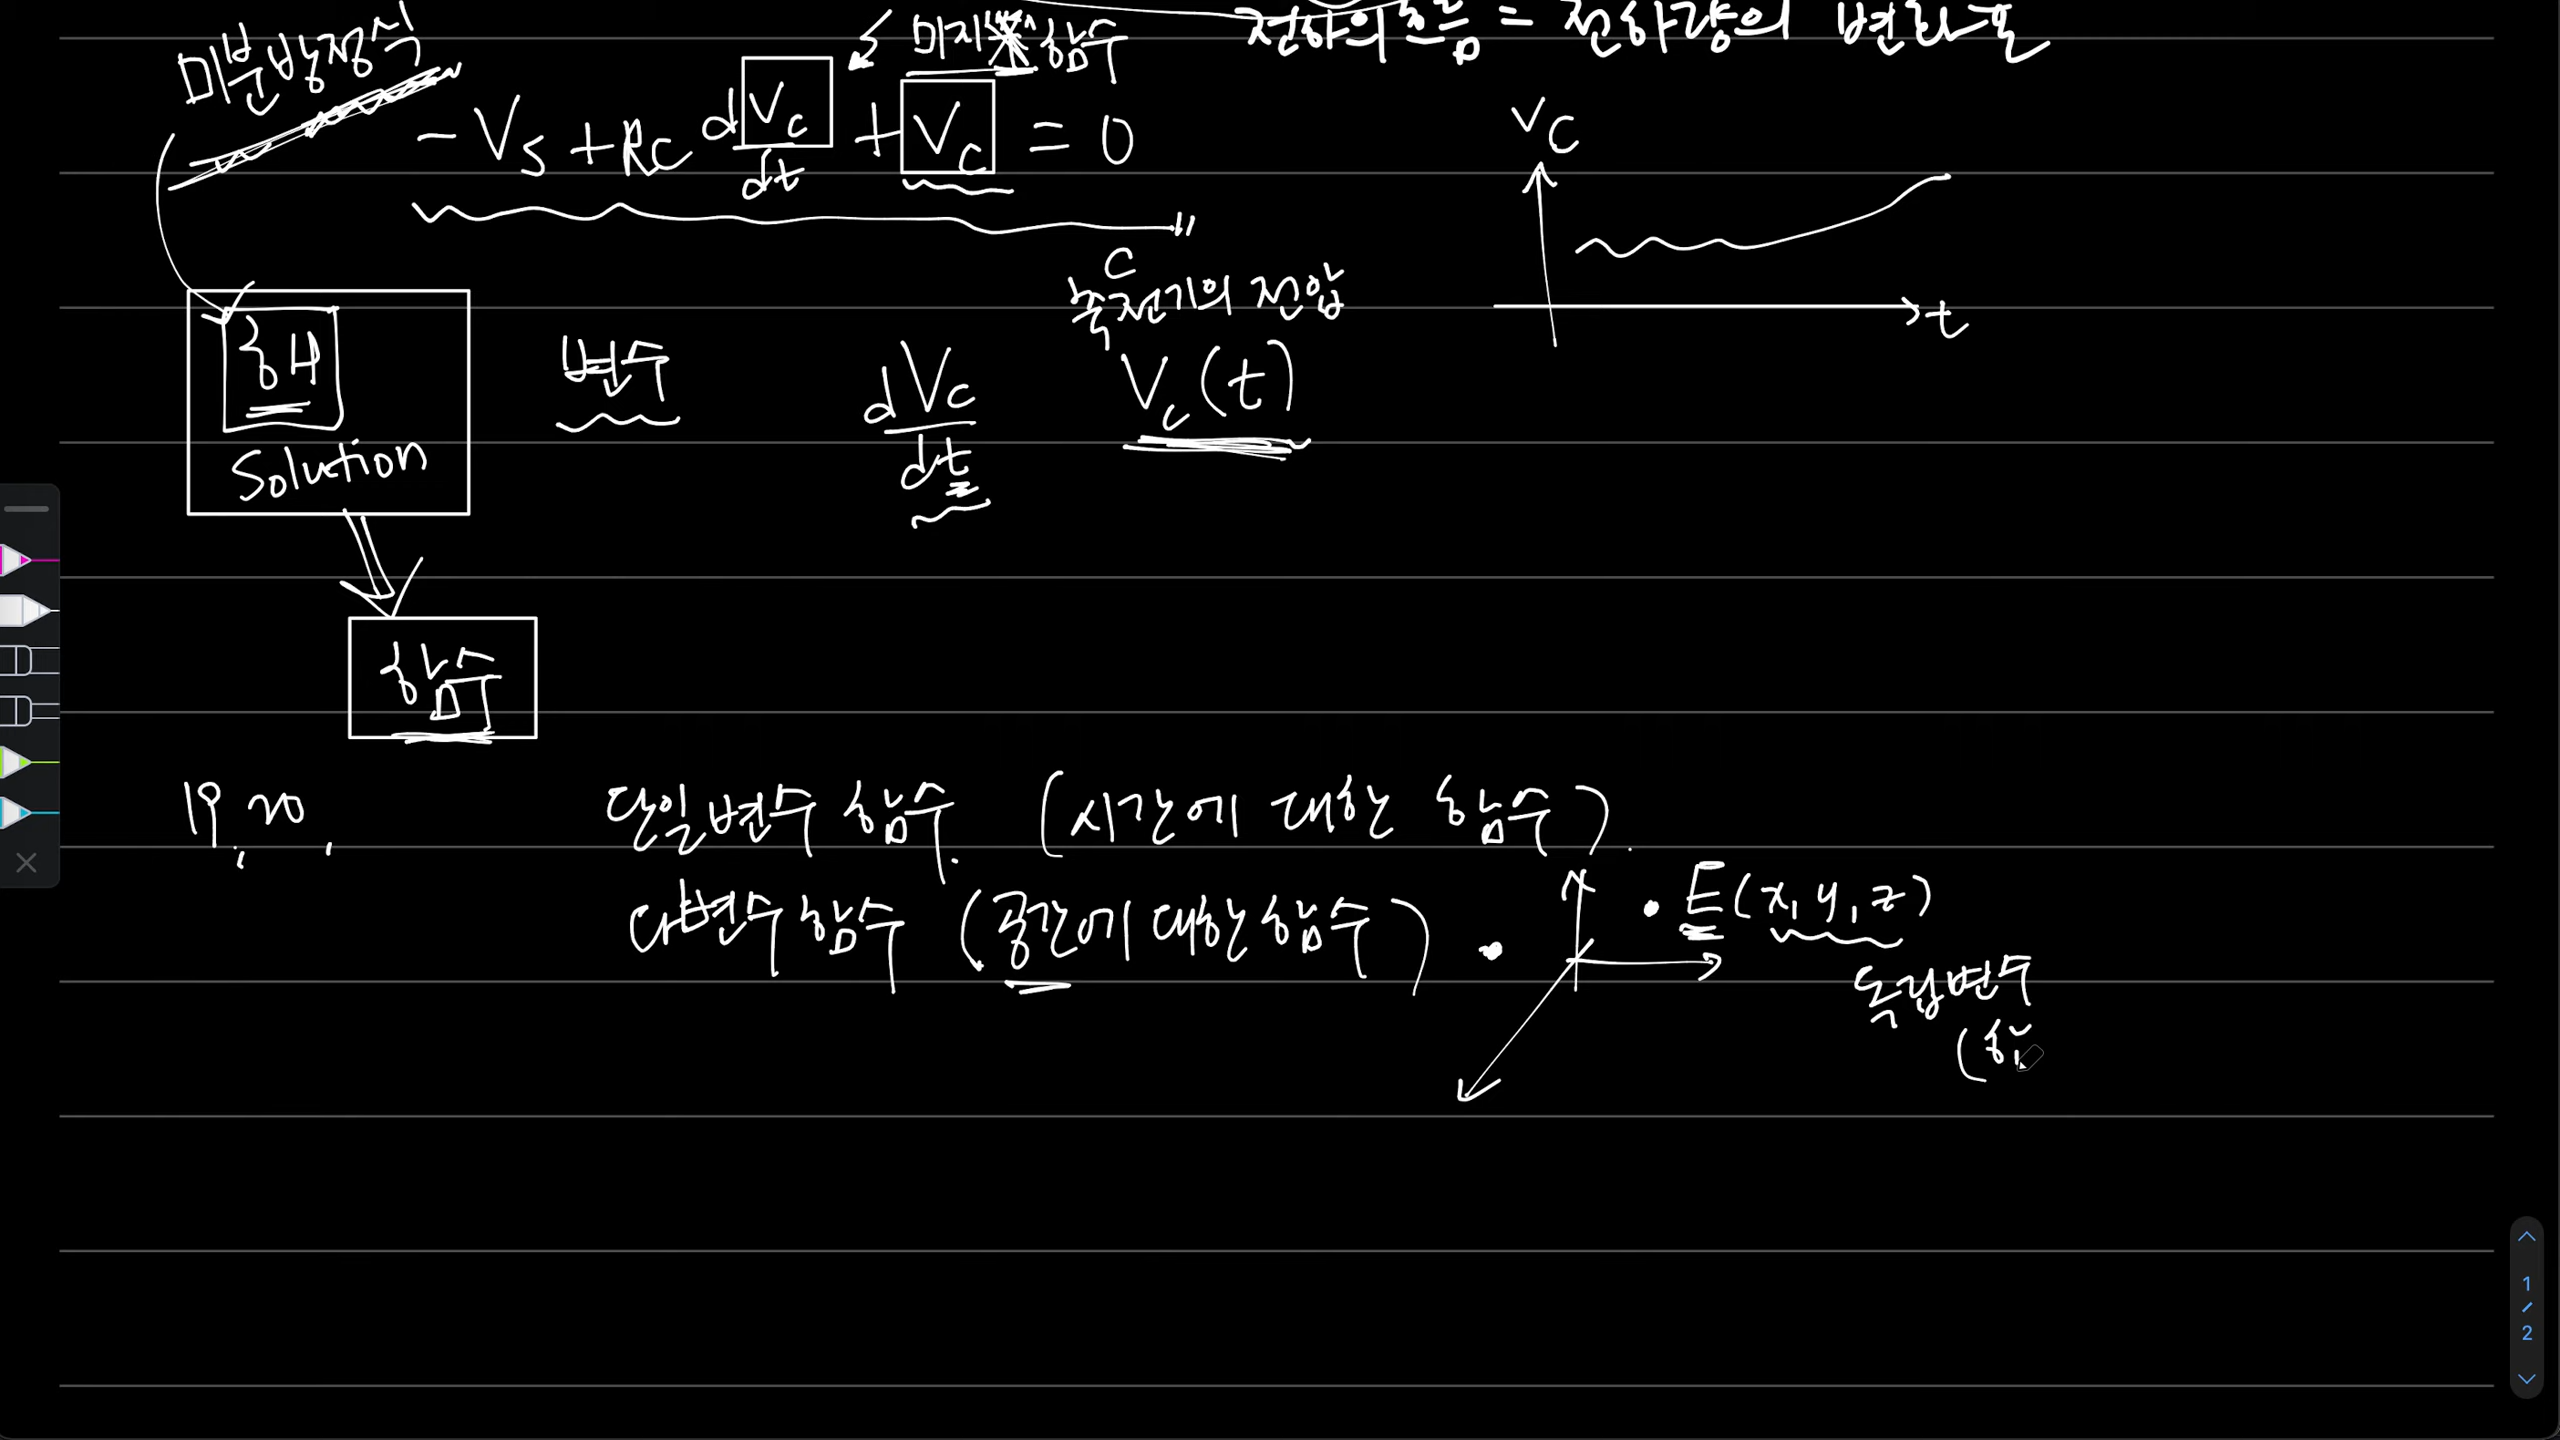 전하의 흐름 = 전하량의 변화율
미분방정식
미지 함수
- Vs + RC dVc/dt + Vc = 0
Vc
t
C
축전기의 전압
해
Solution
변수
dVc/dt
Vc(t)
함수
19, 20,
단일변수 함수. (시간에 대한 함수).
다변수 함수 (공간에 대한 함수)
E(x, y, z)
독립변수
1
/
2